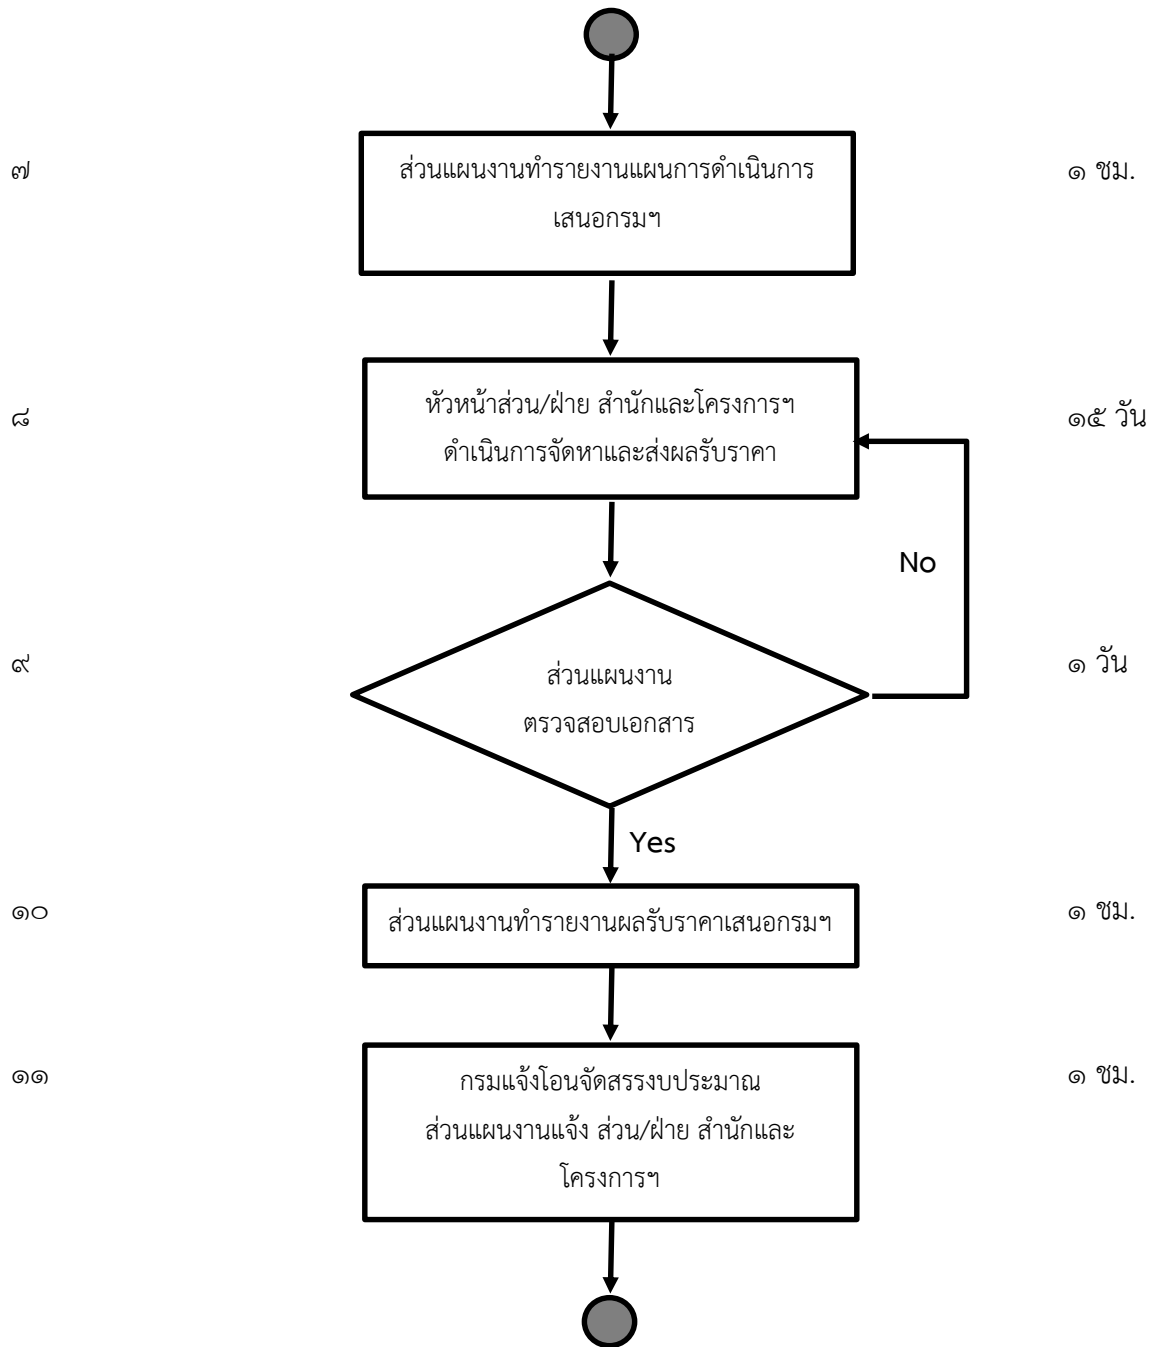 ๗
ส่วนแผนงานทำรายงานแผนการดำเนินการ
เสนอกรมฯ
๑ ชม.
๘
หัวหน้าส่วน/ฝ่าย สำนักและโครงการฯ
ดำเนินการจัดหาและส่งผลรับราคา
๑๕ วัน
No
๙
ส่วนแผนงาน
ตรวจสอบเอกสาร
๑ วัน
Yes
๑๐
ส่วนแผนงานทำรายงานผลรับราคาเสนอกรมฯ
๑ ชม.
๑๑
กรมแจ้งโอนจัดสรรงบประมาณ
ส่วนแผนงานแจ้ง ส่วน/ฝ่าย สำนักและ
โครงการฯ
๑ ชม.